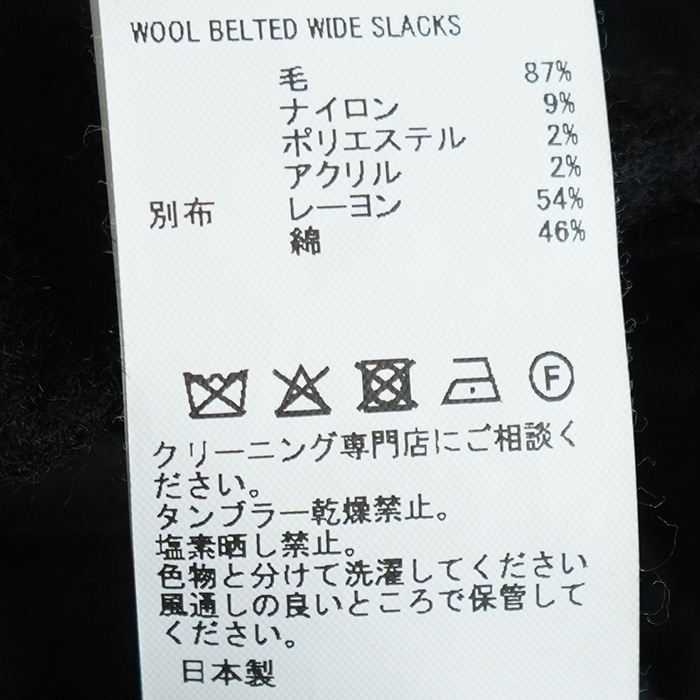 WOOL BELTED WIDE SLACKS
毛 87%
ナイロン 9%
ポリエステル 2%
アクリル 2%
別布 レーヨン 54%
綿 46%
F
クリーニング専門店にご相談く
ださい。
タンブラー乾燥禁止。
塩素晒し禁止。
色物と分けて洗濯してください
風通しの良いところで保管して
ください。
日本製